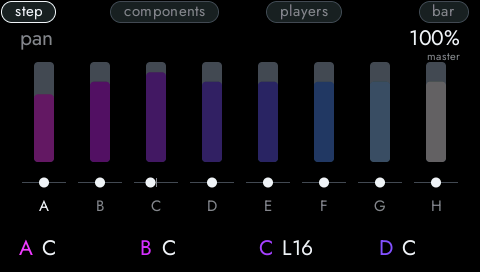 step components players bar
pan 100%
master
A B C D E F G H
A C B C C L16 D C